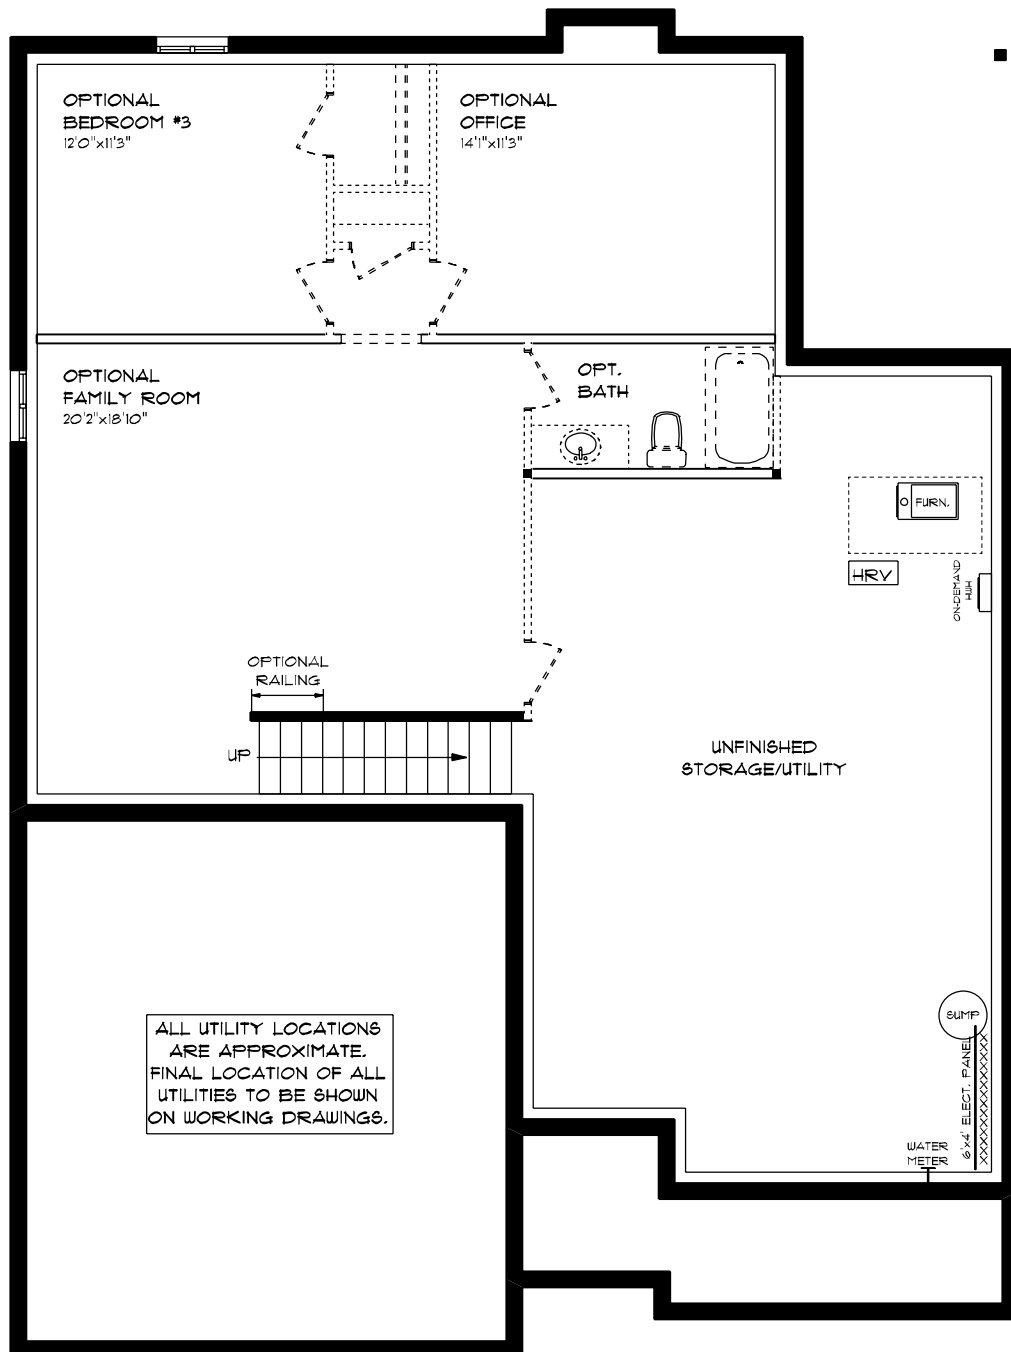 OPTIONAL
BEDROOM #3
12'0"x11'3"
OPTIONAL
OFFICE
14'1"x11'3"
OPTIONAL
FAMILY ROOM
20'2"x18'10"
OPT.
BATH
FURN.
HRV
ON-DEMAND
HWH
OPTIONAL
RAILING
UP
UNFINISHED
STORAGE/UTILITY
SUMP
6'x4' ELECT. PANEL
WATER
METER
ALL UTILITY LOCATIONS
ARE APPROXIMATE.
FINAL LOCATION OF ALL
UTILITIES TO BE SHOWN
ON WORKING DRAWINGS.